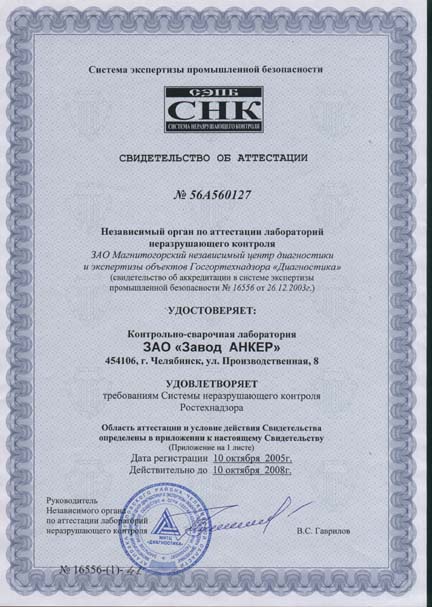 Система экспертизы промышленной безопасности
СЭПБ
СНК
СИСТЕМА НЕРАЗРУШАЮЩЕГО КОНТРОЛЯ
СВИДЕТЕЛЬСТВО ОБ АТТЕСТАЦИИ
№ 56А560127
Независимый орган по аттестации лабораторий
неразрушающего контроля
ЗАО Магнитогорский независимый центр диагностики
и экспертизы объектов Госгортехнадзора «Диагностика»
(свидетельство об аккредитации в системе экспертизы
промышленной безопасности № 16556 от 26.12.2003г.)
УДОСТОВЕРЯЕТ:
Контрольно-сварочная лаборатория
ЗАО «Завод АНКЕР»
454106, г. Челябинск, ул. Производственная, 8
УДОВЛЕТВОРЯЕТ
требованиям Системы неразрушающего контроля
Ростехнадзора
Область аттестации и условие действия Свидетельства
определены в приложении к настоящему Свидетельству
(Приложение на 1 листе)
Дата регистрации 10 октября 2005г.
Действительно до 10 октября 2008г.
Руководитель
Независимого органа
по аттестации лабораторий
неразрушающего контроля
В.С. Гаврилов
МНТЦ
«ДИАГНОСТИКА»
№ 16556-(1)-